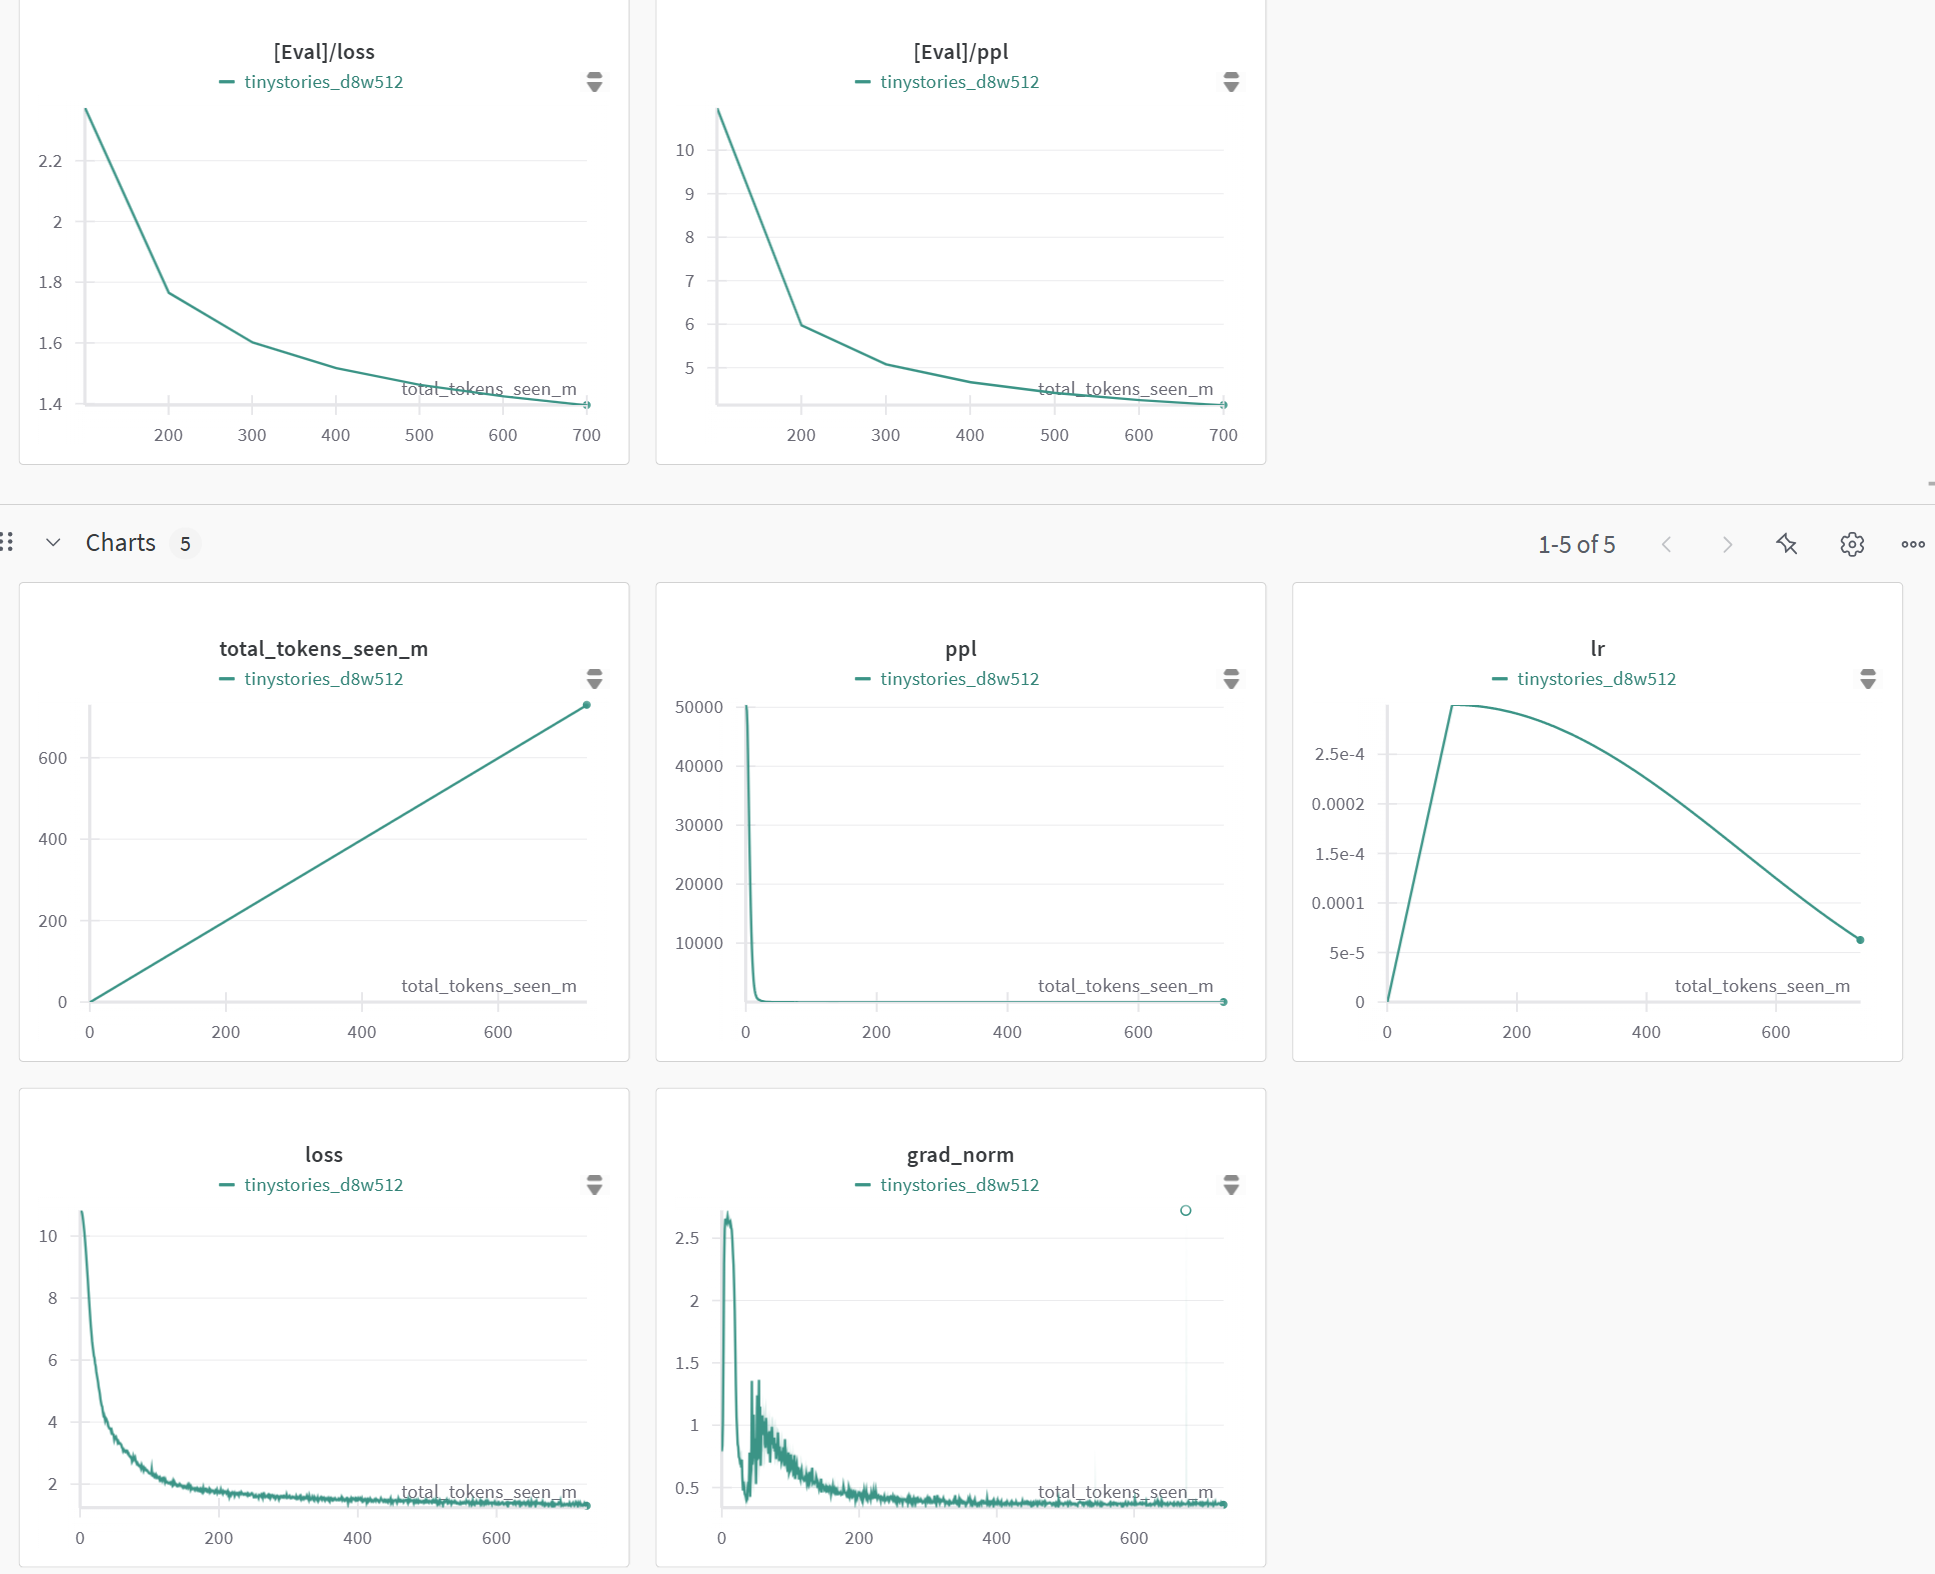 [Eval]/loss
tinystories_d8w512
2.2
2
1.8
1.6
1.4
total_tokens_seen_m
200 300 400 500 600 700
[Eval]/ppl
tinystories_d8w512
10
9
8
7
6
5
total_tokens_seen_m
200 300 400 500 600 700
Charts 5
1-5 of 5
total_tokens_seen_m
tinystories_d8w512
600
400
200
0
total_tokens_seen_m
0 200 400 600
ppl
tinystories_d8w512
50000
40000
30000
20000
10000
total_tokens_seen_m
0 200 400 600
lr
tinystories_d8w512
2.5e-4
0.0002
1.5e-4
0.0001
5e-5
0
total_tokens_seen_m
0 200 400 600
loss
tinystories_d8w512
10
8
6
4
2
total_tokens_seen_m
0 200 400 600
grad_norm
tinystories_d8w512
2.5
2
1.5
1
0.5
total_tokens_seen_m
0 200 400 600